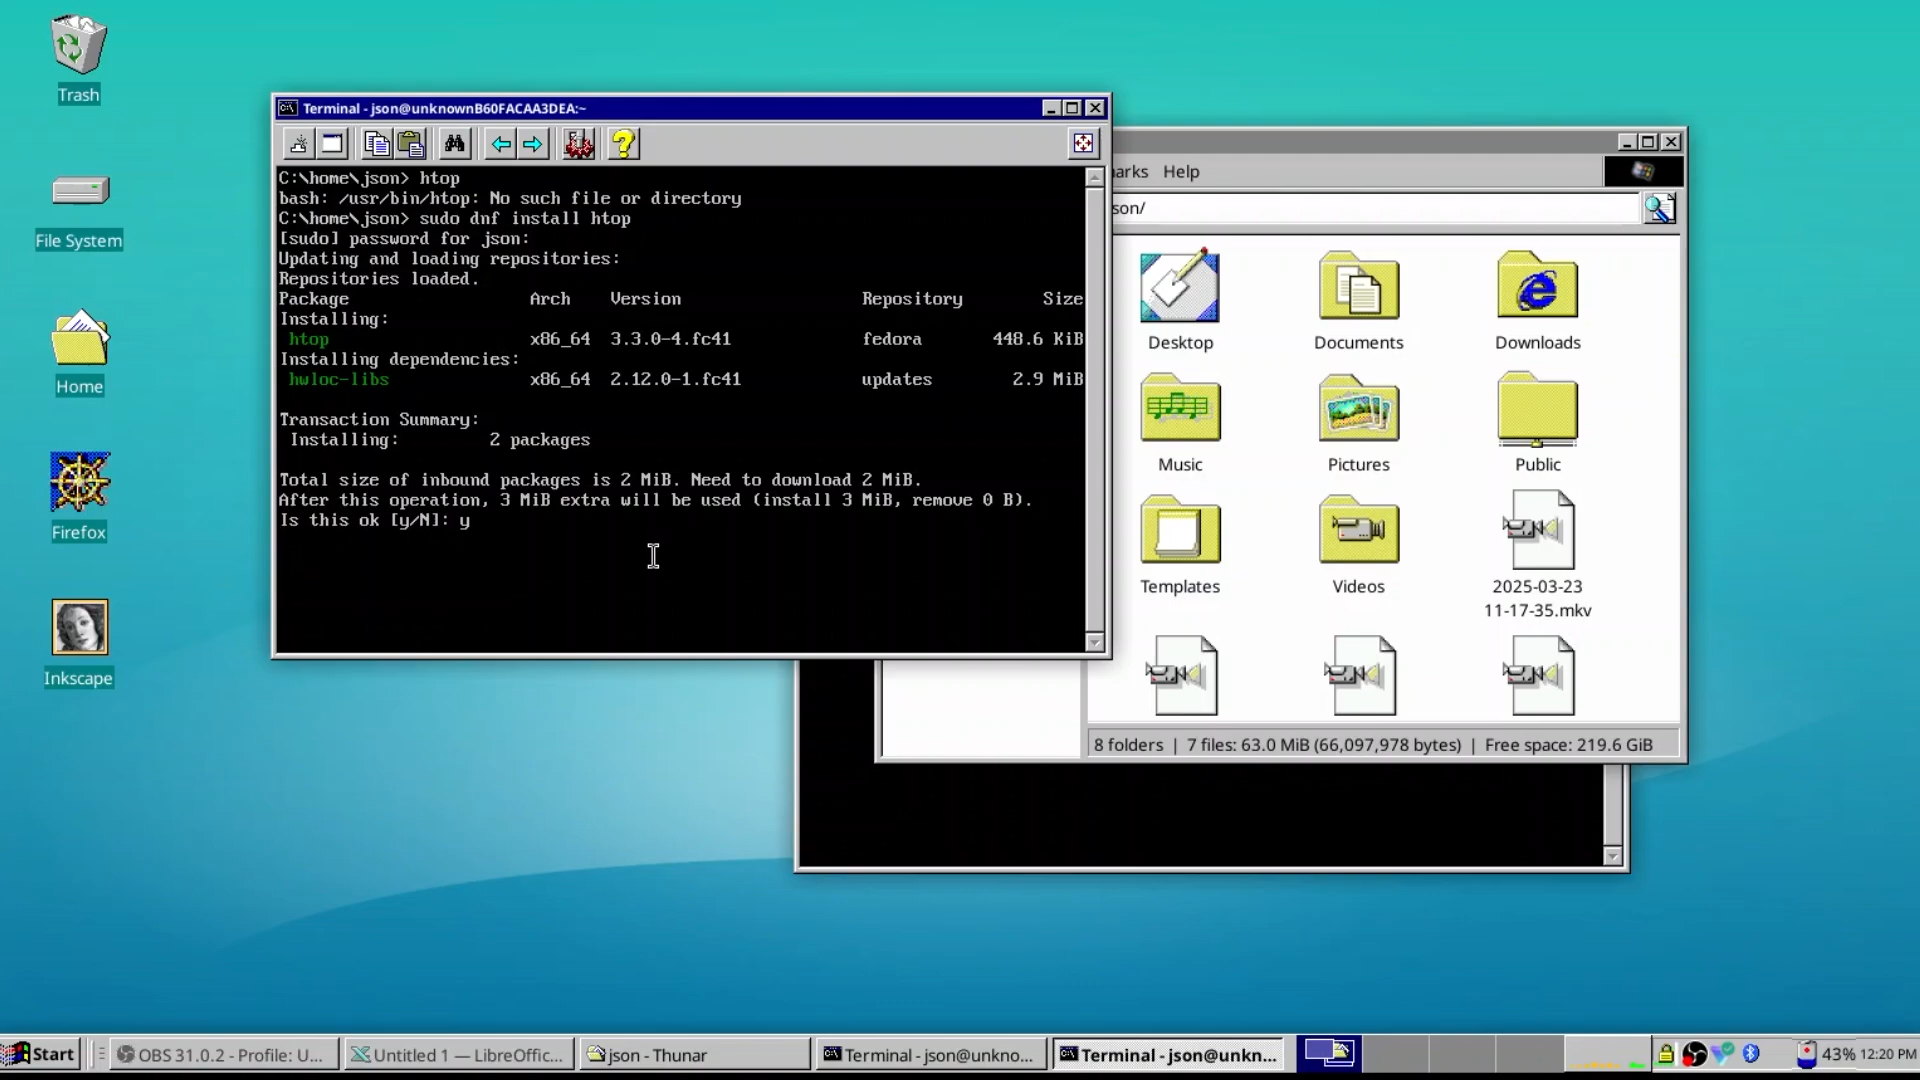 Trash
File System
Home
Firefox
Inkscape
Terminal - json@unknownB60FACAA3DEA:~
C:\home\json> htop
bash: /usr/bin/htop: No such file or directory
C:\home\json> sudo dnf install htop
[sudo] password for json:
Updating and loading repositories:
Repositories loaded.
Package Arch Version Repository Size
Installing:
htop x86_64 3.3.0-4.fc41 fedora 448.6 KiB
Installing dependencies:
hwloc-libs x86_64 2.12.0-1.fc41 updates 2.9 MiB
Transaction Summary:
Installing: 2 packages
Total size of inbound packages is 2 MiB. Need to download 2 MiB.
After this operation, 3 MiB extra will be used (install 3 MiB, remove 0 B).
Is this ok [y/N]: y
Help
son/
Desktop Documents Downloads
Music Pictures Public
Templates Videos 2025-03-23
11-17-35.mkv
8 folders | 7 files: 63.0 MiB (66,097,978 bytes) | Free space: 219.6 GiB
Start OBS 31.0.2 - Profile: U... Untitled 1 — LibreOffic... json - Thunar Terminal - json@unkno... Terminal - json@unkn... 43% 12:20 PM